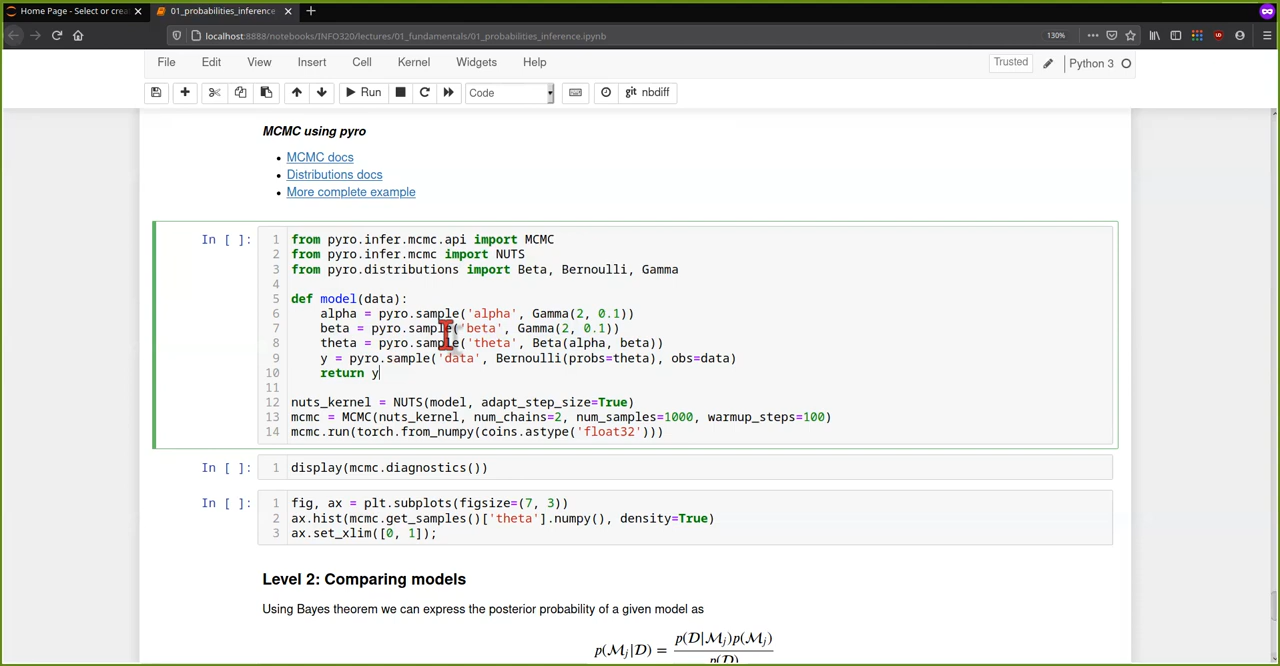 Home Page - Select or crea
01_probabilities_inference
localhost:8888/notebooks/INFO320/lectures/01_fundamentals/01_probabilities_inference.ipynb
130%
File Edit View Insert Cell Kernel Widgets Help
Trusted
Python 3
Run
Code
git nbdiff
MCMC using pyro
• MCMC docs
• Distributions docs
• More complete example
In [ ]:
1 from pyro.infer.mcmc.api import MCMC
2 from pyro.infer.mcmc import NUTS
3 from pyro.distributions import Beta, Bernoulli, Gamma
4
5 def model(data):
6 alpha = pyro.sample('alpha', Gamma(2, 0.1))
7 beta = pyro.sample('beta', Gamma(2, 0.1))
8 theta = pyro.sample('theta', Beta(alpha, beta))
9 y = pyro.sample('data', Bernoulli(probs=theta), obs=data)
10 return y
11
12 nuts_kernel = NUTS(model, adapt_step_size=True)
13 mcmc = MCMC(nuts_kernel, num_chains=2, num_samples=1000, warmup_steps=100)
14 mcmc.run(torch.from_numpy(coins.astype('float32')))
In [ ]:
1 display(mcmc.diagnostics())
In [ ]:
1 fig, ax = plt.subplots(figsize=(7, 3))
2 ax.hist(mcmc.get_samples()['theta'].numpy(), density=True)
3 ax.set_xlim([0, 1]);
Level 2: Comparing models
Using Bayes theorem we can express the posterior probability of a given model as
p(ℳj|D) = p(D|ℳj)p(ℳj)
p(D)